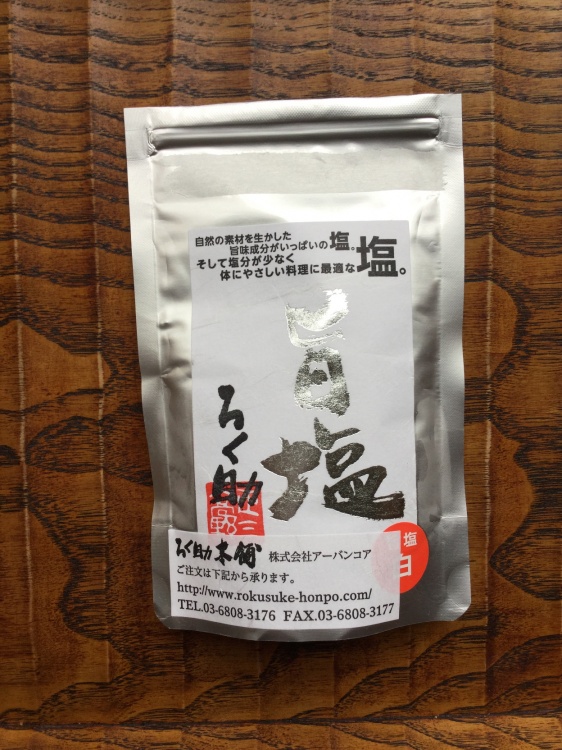 自然の素材を生かした
旨味成分がいっぱいの塩。
そして塩分が少なく
体にやさしい料理に最適な塩。
旨塩
ろく助
塩
白
ろく助本舗 株式会社アーバンコア
ご注文は下記から承ります。
http://www.rokusuke-honpo.com/
TEL.03-6808-3176 FAX.03-6808-3177